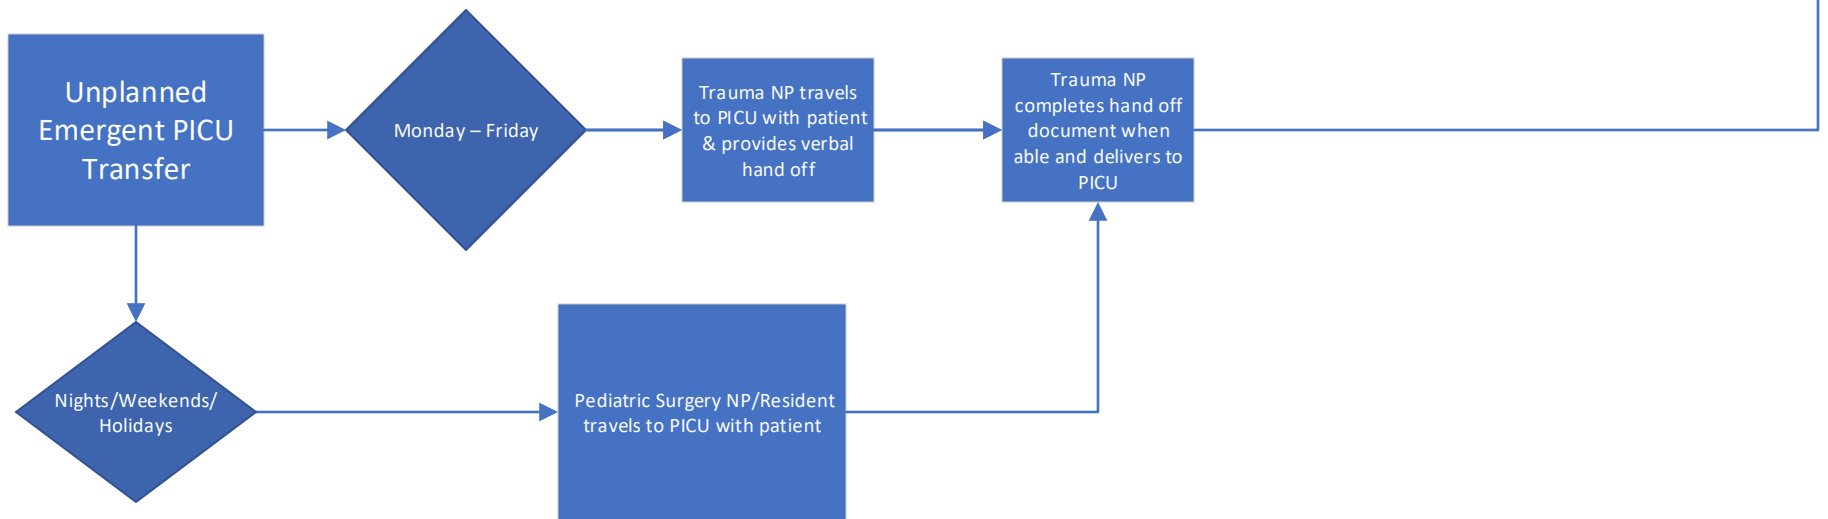 Unplanned
Emergent PICU
Transfer
Monday – Friday
Trauma NP travels
to PICU with patient
& provides verbal
hand off
Trauma NP
completes hand off
document when
able and delivers to
PICU
Nights/Weekends/
Holidays
Pediatric Surgery NP/Resident
travels to PICU with patient